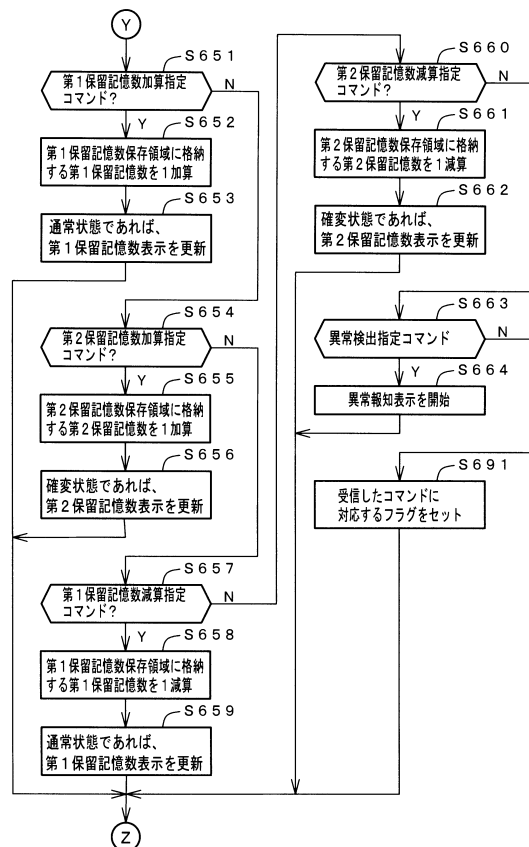 Y
S651
第1保留記憶数加算指定
コマンド?
N
Y
S652
第1保留記憶数保存領域に格納
する第1保留記憶数を1加算
S653
通常状態であれば、
第1保留記憶数表示を更新
S654
第2保留記憶数加算指定
コマンド?
N
Y
S655
第2保留記憶数保存領域に格納
する第2保留記憶数を1加算
S656
確変状態であれば、
第2保留記憶数表示を更新
S657
第1保留記憶数減算指定
コマンド?
N
Y
S658
第1保留記憶数保存領域に格納
する第1保留記憶数を1減算
S659
通常状態であれば、
第1保留記憶数表示を更新
Z
S660
第2保留記憶数減算指定
コマンド?
N
Y
S661
第2保留記憶数保存領域に格納
する第2保留記憶数を1減算
S662
確変状態であれば、
第2保留記憶数表示を更新
S663
異常検出指定コマンド
N
Y
S664
異常報知表示を開始
S691
受信したコマンドに
対応するフラグをセット